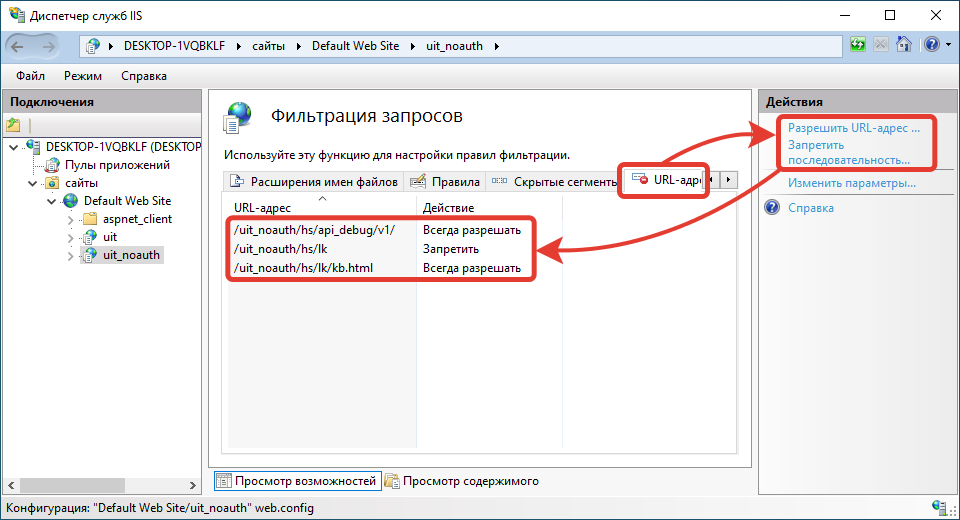 Диспетчер служб IIS
DESKTOP-1VQBKLF
сайты
Default Web Site
uit_noauth
Файл Режим Справка
Подключения
DESKTOP-1VQBKLF (DESKTOP
Пулы приложений
сайты
Default Web Site
aspnet_client
uit
uit_noauth
Фильтрация запросов
Используйте эту функцию для настройки правил фильтрации.
Расширения имен файлов Правила Скрытые сегменты URL-адр
URL-адрес Действие
/uit_noauth/hs/api_debug/v1/ Всегда разрешать
/uit_noauth/hs/lk Запретить
/uit_noauth/hs/lk/kb.html Всегда разрешать
Просмотр возможностей Просмотр содержимого
Действия
Разрешить URL-адрес ...
Запретить
последовательность...
Изменить параметры...
Справка
Конфигурация: "Default Web Site/uit_noauth" web.config